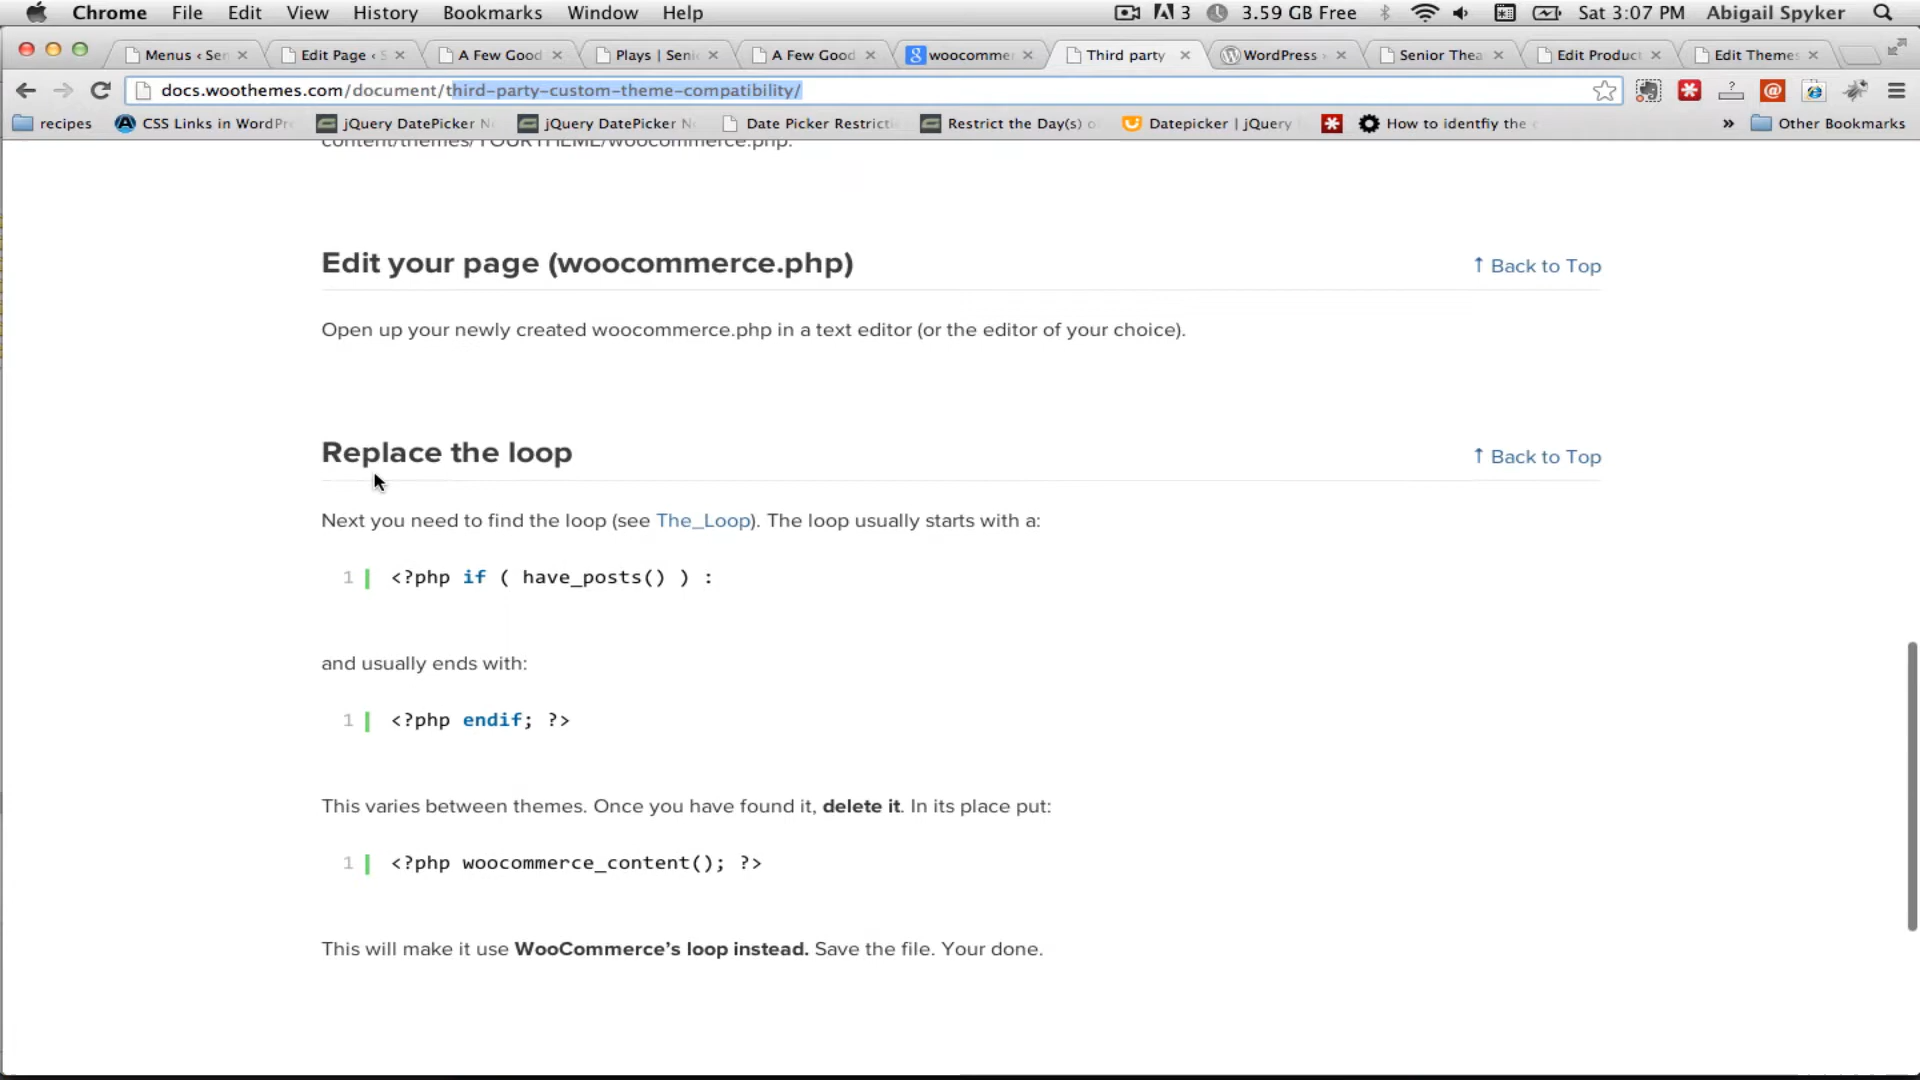 Chrome File Edit View History Bookmarks Window Help 3 3.59 GB Free Sat 3:07 PM Abigail Spyker
Menus ‹ Sen Edit Page ‹ S A Few Good Plays | Seni A Few Good woocomme Third party WordPress › Senior Thea Edit Product Edit Themes
docs.woothemes.com/document/third-party-custom-theme-compatibility/
recipes CSS Links in WordPr jQuery DatePicker N jQuery DatePicker N Date Picker Restricti Restrict the Day(s) o Datepicker | jQuery How to identfiy the » Other Bookmarks
content/themes/YOURTHEME/woocommerce.php.
Edit your page (woocommerce.php) ↑ Back to Top
Open up your newly created woocommerce.php in a text editor (or the editor of your choice).
Replace the loop ↑ Back to Top
Next you need to find the loop (see The_Loop). The loop usually starts with a:
1 <?php if ( have_posts() ) :
and usually ends with:
1 <?php endif; ?>
This varies between themes. Once you have found it, delete it. In its place put:
1 <?php woocommerce_content(); ?>
This will make it use WooCommerce’s loop instead. Save the file. Your done.